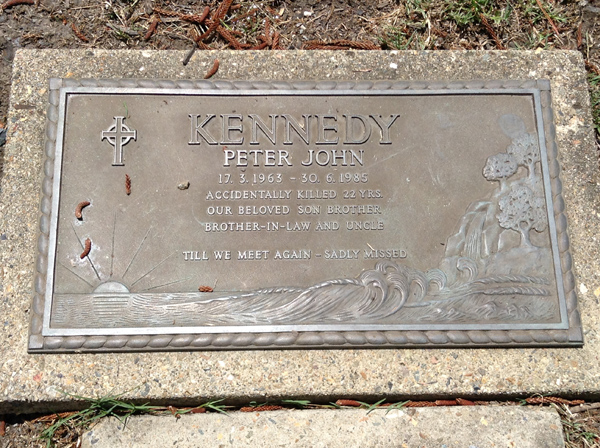 KENNEDY
PETER JOHN
17. 3. 1963 - 30. 6. 1985
ACCIDENTALLY KILLED 22 YRS.
OUR BELOVED SON BROTHER,
BROTHER-IN-LAW AND UNCLE
TILL WE MEET AGAIN - SADLY MISSED